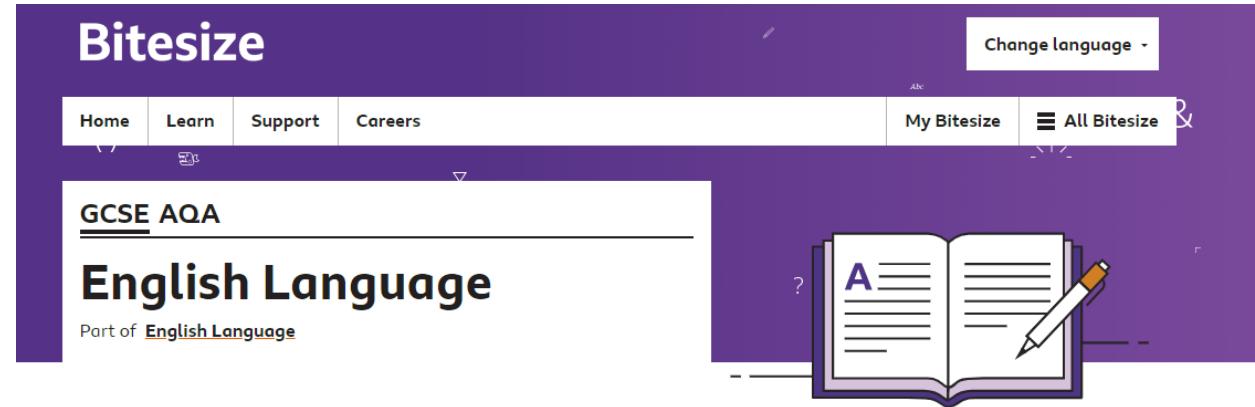 Bitesize
Change language
Abc
&
Home Learn Support Careers My Bitesize All Bitesize
( )
GCSE AQA
English Language
?
A
Part of English Language